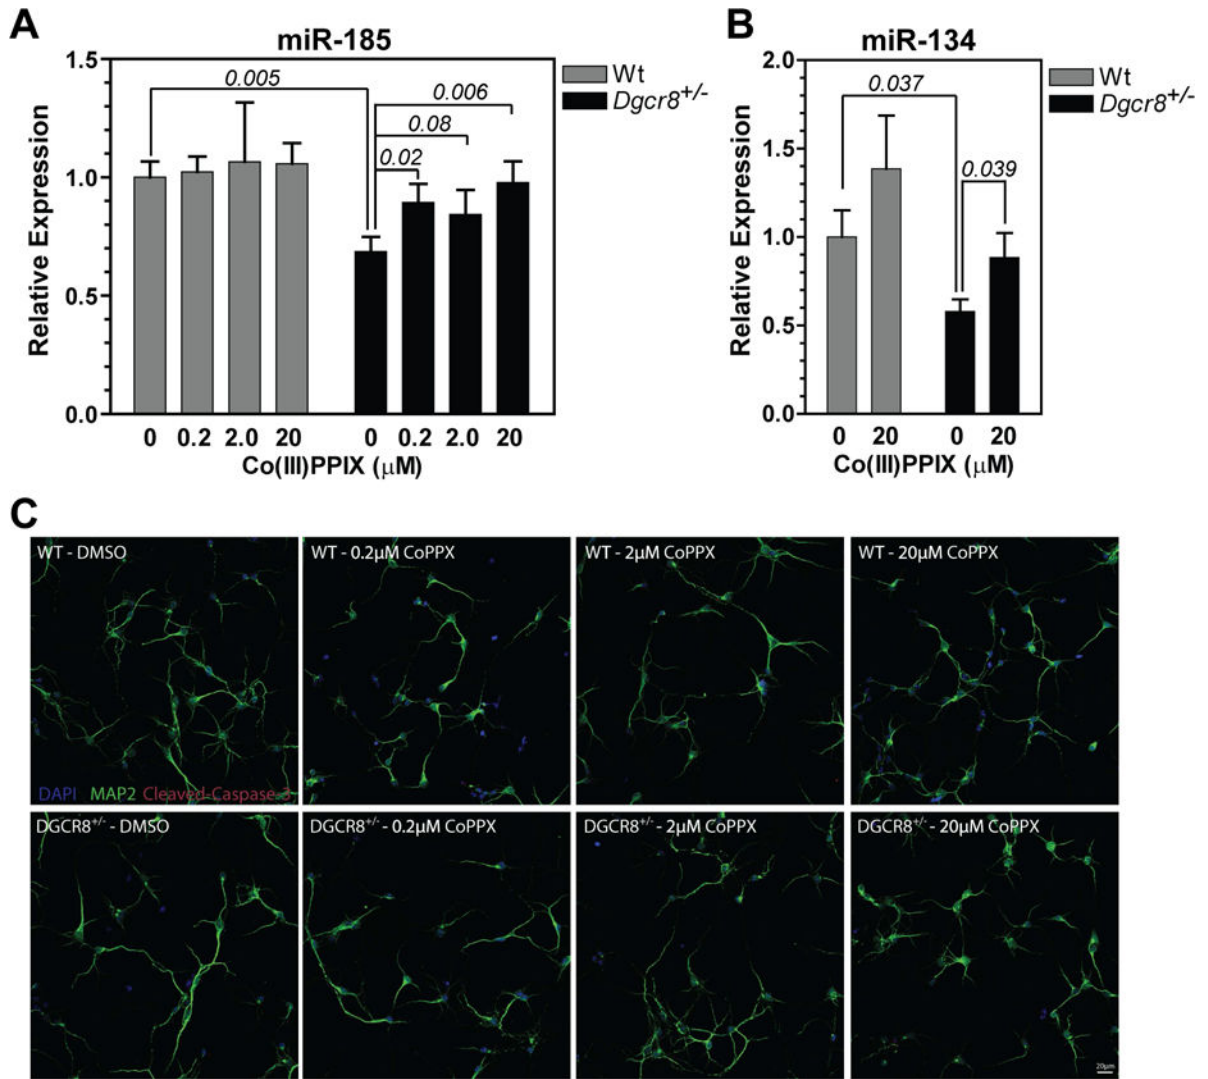 A
miR-185
1.5
1.0
0.5
0.0
Relative Expression
0.005
0.006
0.08
0.02
Wt
Dgcr8+/-
0 0.2 2.0 20 0 0.2 2.0 20
Co(III)PPIX (μM)
B
miR-134
2.0
1.5
1.0
0.5
0.0
Relative Expression
0.037
0.039
Wt
Dgcr8+/-
0 20 0 20
Co(III)PPIX (μM)
C
WT - DMSO
WT - 0.2μM CoPPX
WT - 2μM CoPPX
WT - 20μM CoPPX
DAPI MAP2 Cleaved-Caspase-3
DGCR8+/- - DMSO
DGCR8+/- - 0.2μM CoPPX
DGCR8+/- - 2μM CoPPX
DGCR8+/- - 20μM CoPPX
20μm